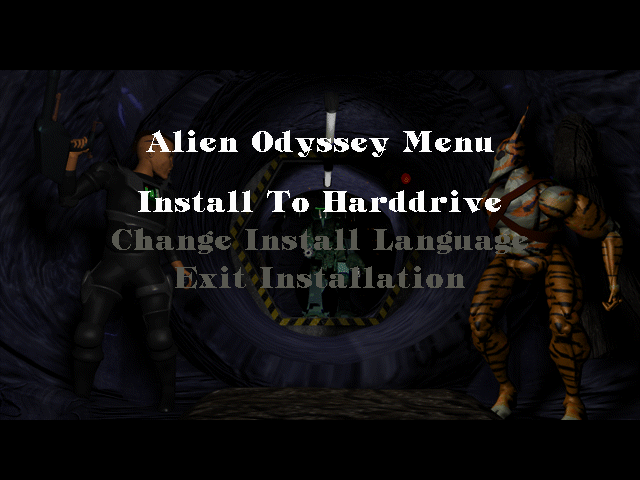 Alien Odyssey Menu
Install To Harddrive
Change Install Language
Exit Installation